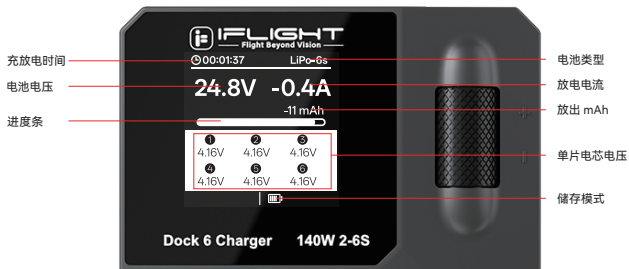 iFLIGHT
Flight Beyond Vision
充放电时间
00:01:37
LiPo-6s
电池类型
电池电压
24.8V
-0.4A
放电电流
-11 mAh
放出 mAh
进度条
1 2 3
4.16V 4.16V 4.16V
4 5 6
4.16V 4.16V 4.16V
单片电芯电压
储存模式
Dock 6 Charger 140W 2-6S